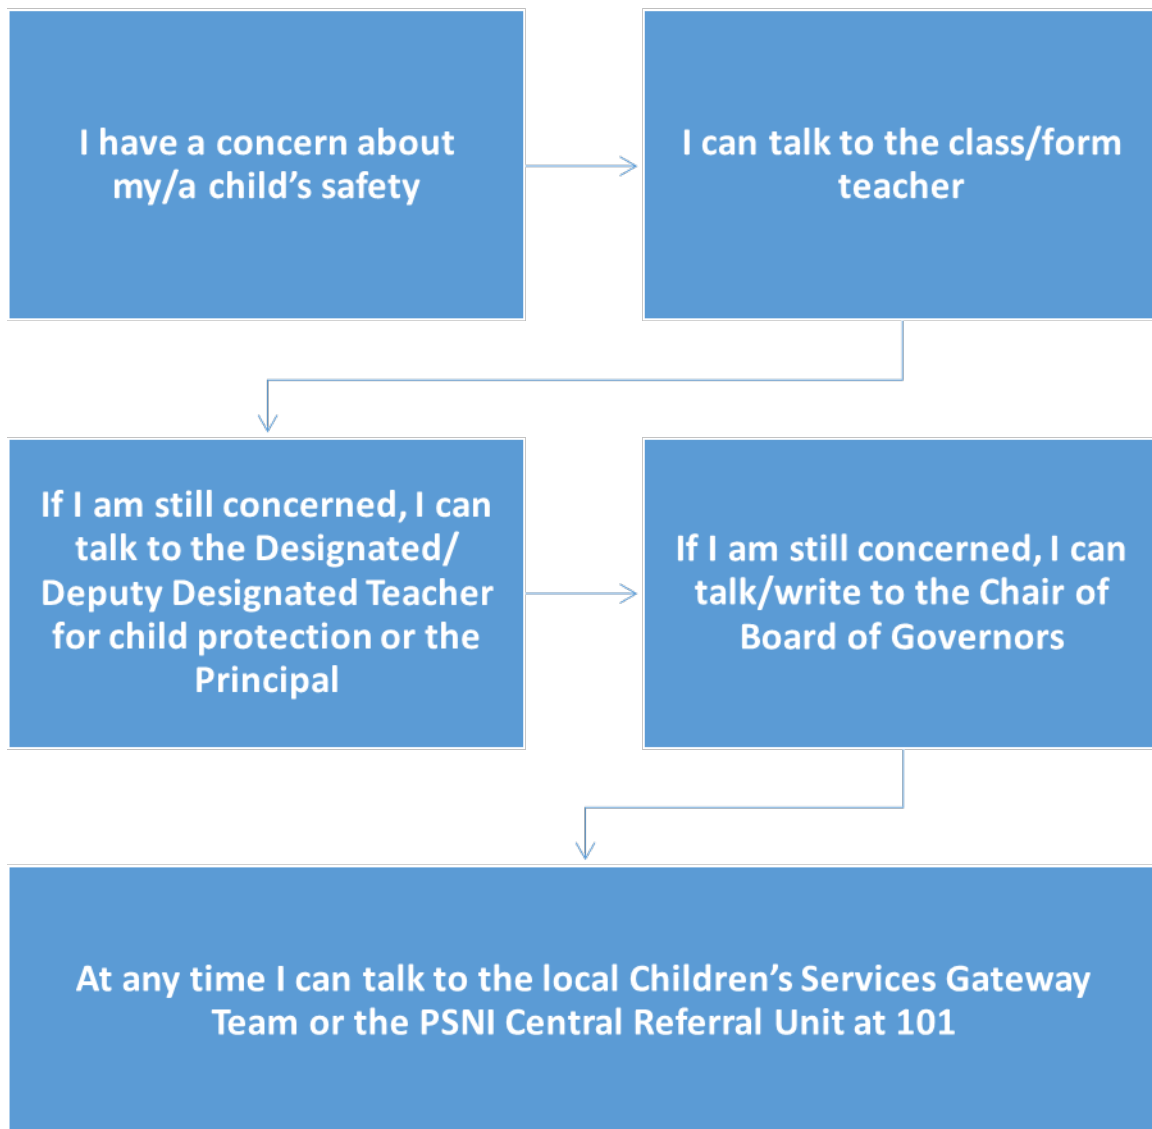 I have a concern about
my/a child’s safety
I can talk to the class/form
teacher
If I am still concerned, I can
talk to the Designated/
Deputy Designated Teacher
for child protection or the
Principal
If I am still concerned, I can
talk/write to the Chair of
Board of Governors
At any time I can talk to the local Children’s Services Gateway
Team or the PSNI Central Referral Unit at 101